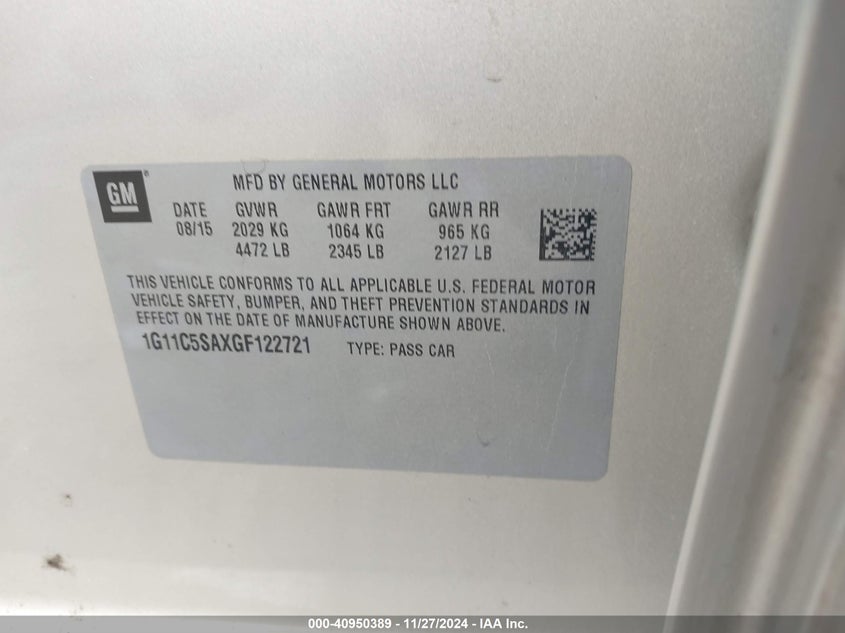 GM
MFD BY GENERAL MOTORS LLC
DATE GVWR GAWR FRT GAWR RR
08/15 2029 KG 1064 KG 965 KG
4472 LB 2345 LB 2127 LB
THIS VEHICLE CONFORMS TO ALL APPLICABLE U.S. FEDERAL MOTOR
VEHICLE SAFETY, BUMPER, AND THEFT PREVENTION STANDARDS IN
EFFECT ON THE DATE OF MANUFACTURE SHOWN ABOVE.
1G11C5SAXGF122721 TYPE: PASS CAR
000-40950389 - 11/27/2024 - IAA Inc.